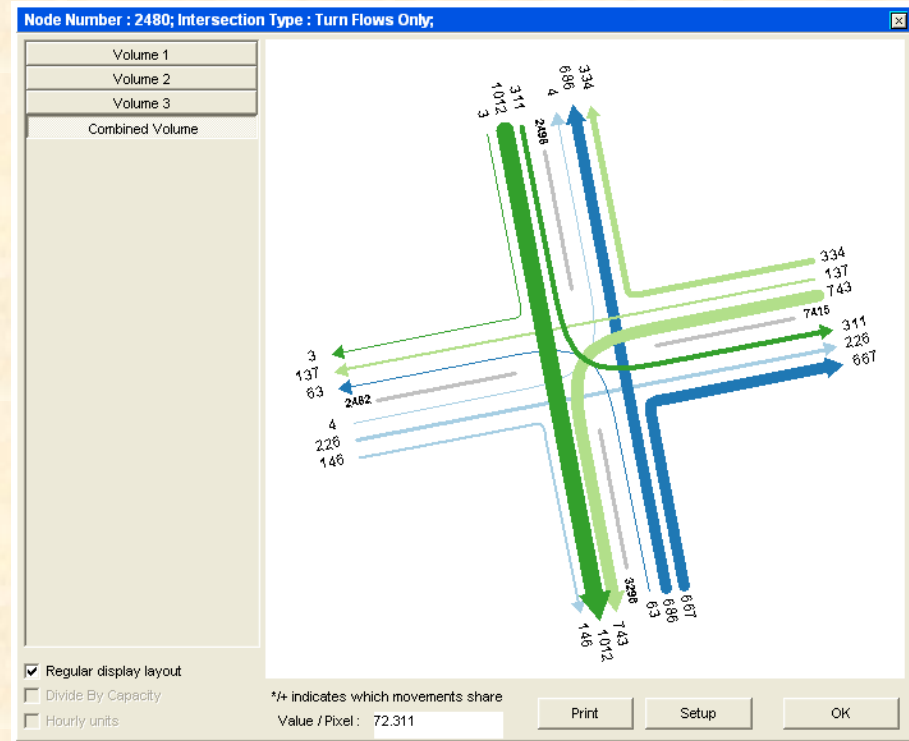 Node Number : 2480; Intersection Type : Turn Flows Only;
Volume 1
Volume 2
Volume 3
Combined Volume
3
1012
311
2498
4
686
334
334
137
743
7415
311
226
667
3
137
63
2482
4
226
146
146
1012
743
3298
63
686
667
Regular display layout
Divide By Capacity
Hourly units
*/+ indicates which movements share
Value / Pixel : 72.311
Print
Setup
OK